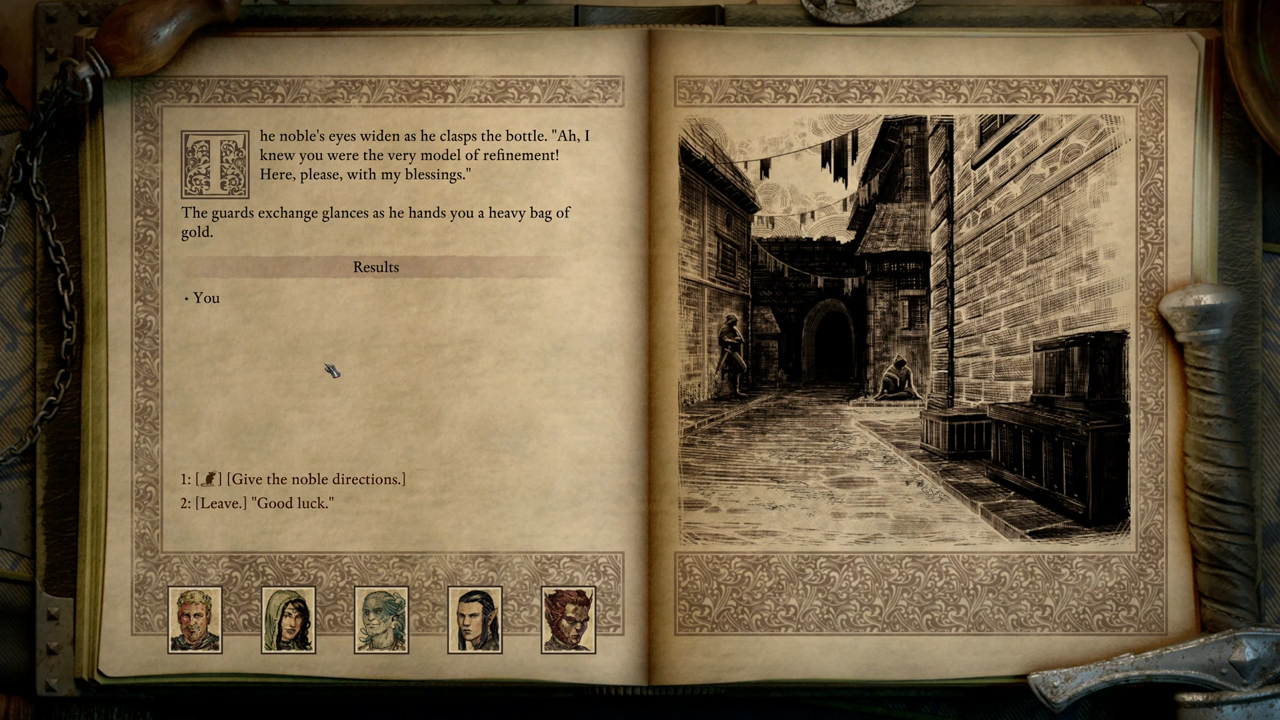 The noble's eyes widen as he clasps the bottle. "Ah, I
knew you were the very model of refinement!
Here, please, with my blessings."
The guards exchange glances as he hands you a heavy bag of
gold.
Results
• You
1: [ ] [Give the noble directions.]
2: [Leave.] "Good luck."